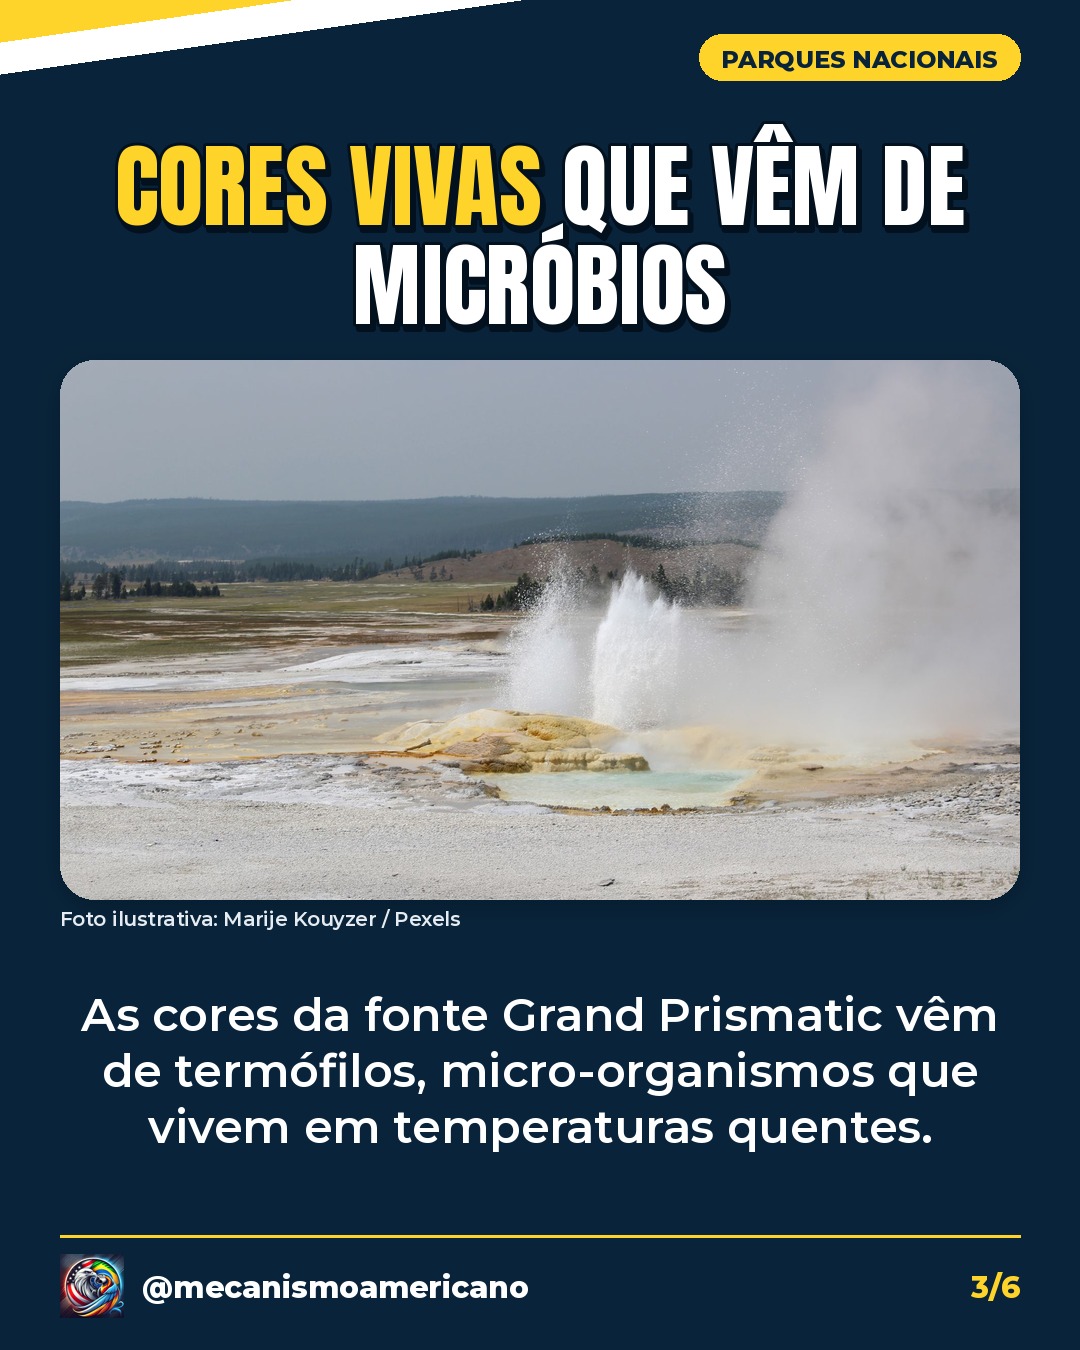 PARQUES NACIONAIS
CORES VIVAS QUE VÊM DE
MICRÓBIOS
Foto ilustrativa: Marije Kouyzer / Pexels
As cores da fonte Grand Prismatic vêm
de termófilos, micro-organismos que
vivem em temperaturas quentes.
@mecanismoamericano
3/6